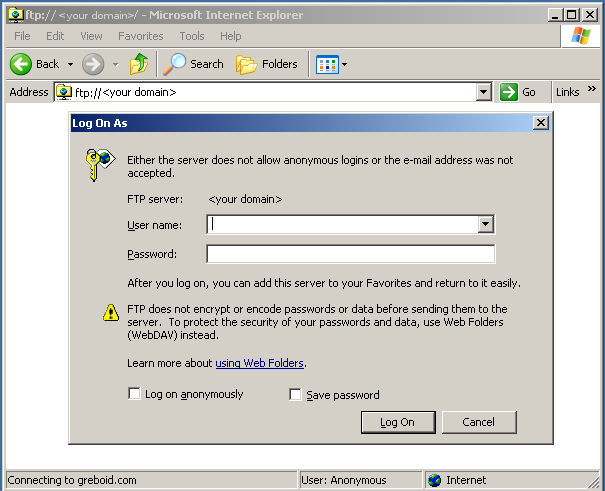 ftp:// <your domain>/ - Microsoft Internet Explorer
File Edit View Favorites Tools Help
Back Search Folders
Address ftp://<your domain> Go Links »
Log On As
Either the server does not allow anonymous logins or the e-mail address was not
accepted.
FTP server: <your domain>
User name:
Password:
After you log on, you can add this server to your Favorites and return to it easily.
FTP does not encrypt or encode passwords or data before sending them to the
server. To protect the security of your passwords and data, use Web Folders
(WebDAV) instead.
Learn more about using Web Folders.
Log on anonymously Save password
Log On Cancel
Connecting to greboid.com User: Anonymous Internet